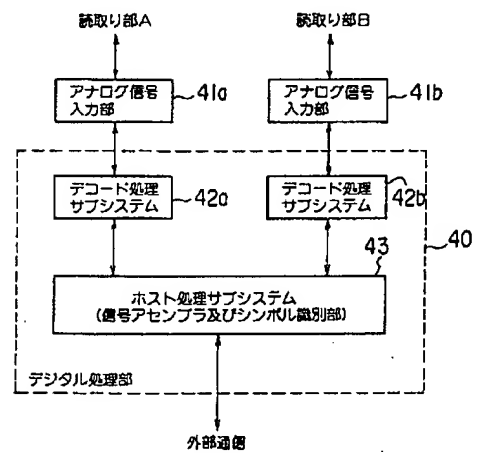 読取り部A
読取り部B
アナログ信号
入力部
41a
アナログ信号
入力部
41b
デコード処理
サブシステム
42a
デコード処理
サブシステム
42b
40
43
ホスト処理サブシステム
(信号アセンブラ及びシンボル識別部)
デジタル処理部
外部通信